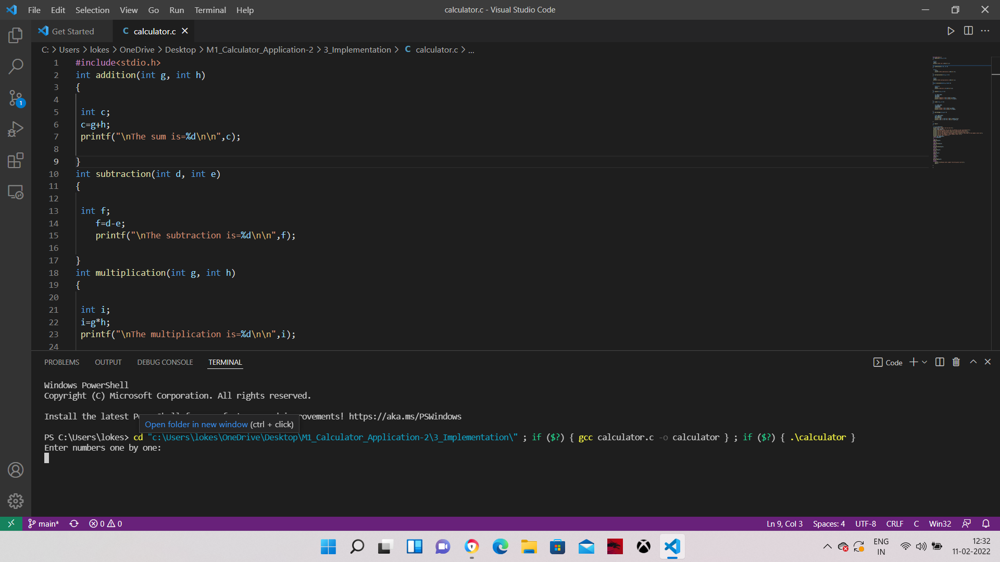 File Edit Selection View Go Run Terminal Help
calculator.c - Visual Studio Code
Get Started
C calculator.c
C: > Users > lokes > OneDrive > Desktop > M1_Calculator_Application-2 > 3_Implementation > C calculator.c > ...
1 #include<stdio.h>
2 int addition(int g, int h)
3 {
4
5 int c;
6 c=g+h;
7 printf("\nThe sum is=%d\n\n",c);
8
9 }
10 int subtraction(int d, int e)
11 {
12
13 int f;
14 f=d-e;
15 printf("\nThe subtraction is=%d\n\n",f);
16
17 }
18 int multiplication(int g, int h)
19 {
20
21 int i;
22 i=g*h;
23 printf("\nThe multiplication is=%d\n\n",i);
24
1
PROBLEMS OUTPUT DEBUG CONSOLE TERMINAL
Code
Windows PowerShell
Copyright (C) Microsoft Corporation. All rights reserved.
Install the latest https://aka.ms/PSWindows
Open folder in new window (ctrl + click)
PS C:\Users\lokes> cd "c:\Users\lokes\OneDrive\Desktop\M1_Calculator_Application-2\3_Implementation\" ; if ($?) { gcc calculator.c -o calculator } ; if ($?) { .\calculator }
Enter numbers one by one:
main* 0 0
Ln 9, Col 3 Spaces: 4 UTF-8 CRLF C Win32
ENG
IN
12:32
11-02-2022